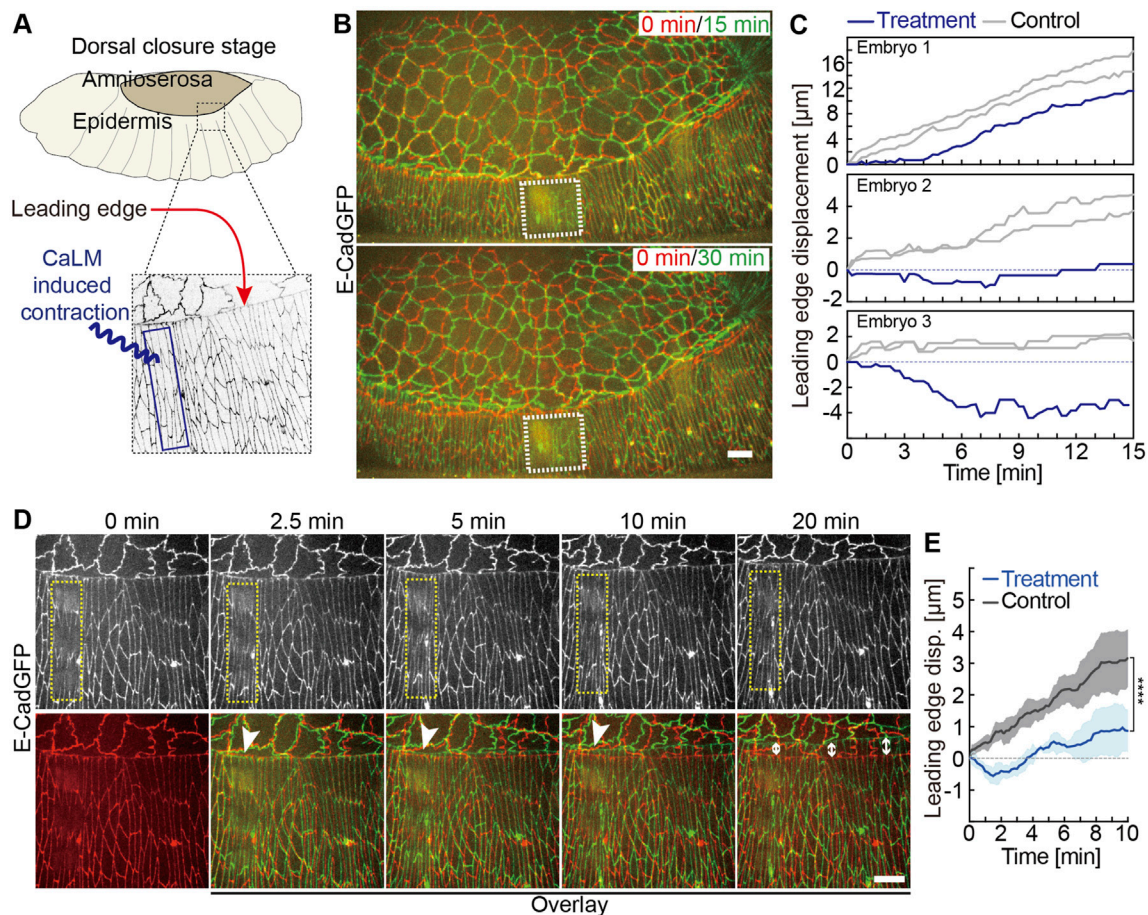 A
Dorsal closure stage
Amnioserosa
Epidermis
Leading edge
CaLM
induced
contraction
B
E-CadGFP
0 min/15 min
0 min/30 min
C
Treatment Control
Leading edge displacement [µm]
Embryo 1
16
12
8
4
0
Embryo 2
4
2
0
-2
Embryo 3
2
0
-2
-4
0 3 6 9 12 15
Time [min]
D
E-CadGFP
0 min 2.5 min 5 min 10 min 20 min
Overlay
E
Leading edge disp. [µm]
Treatment
Control
6
5
4
3
2
1
0
-1
****
0 2 4 6 8 10
Time [min]